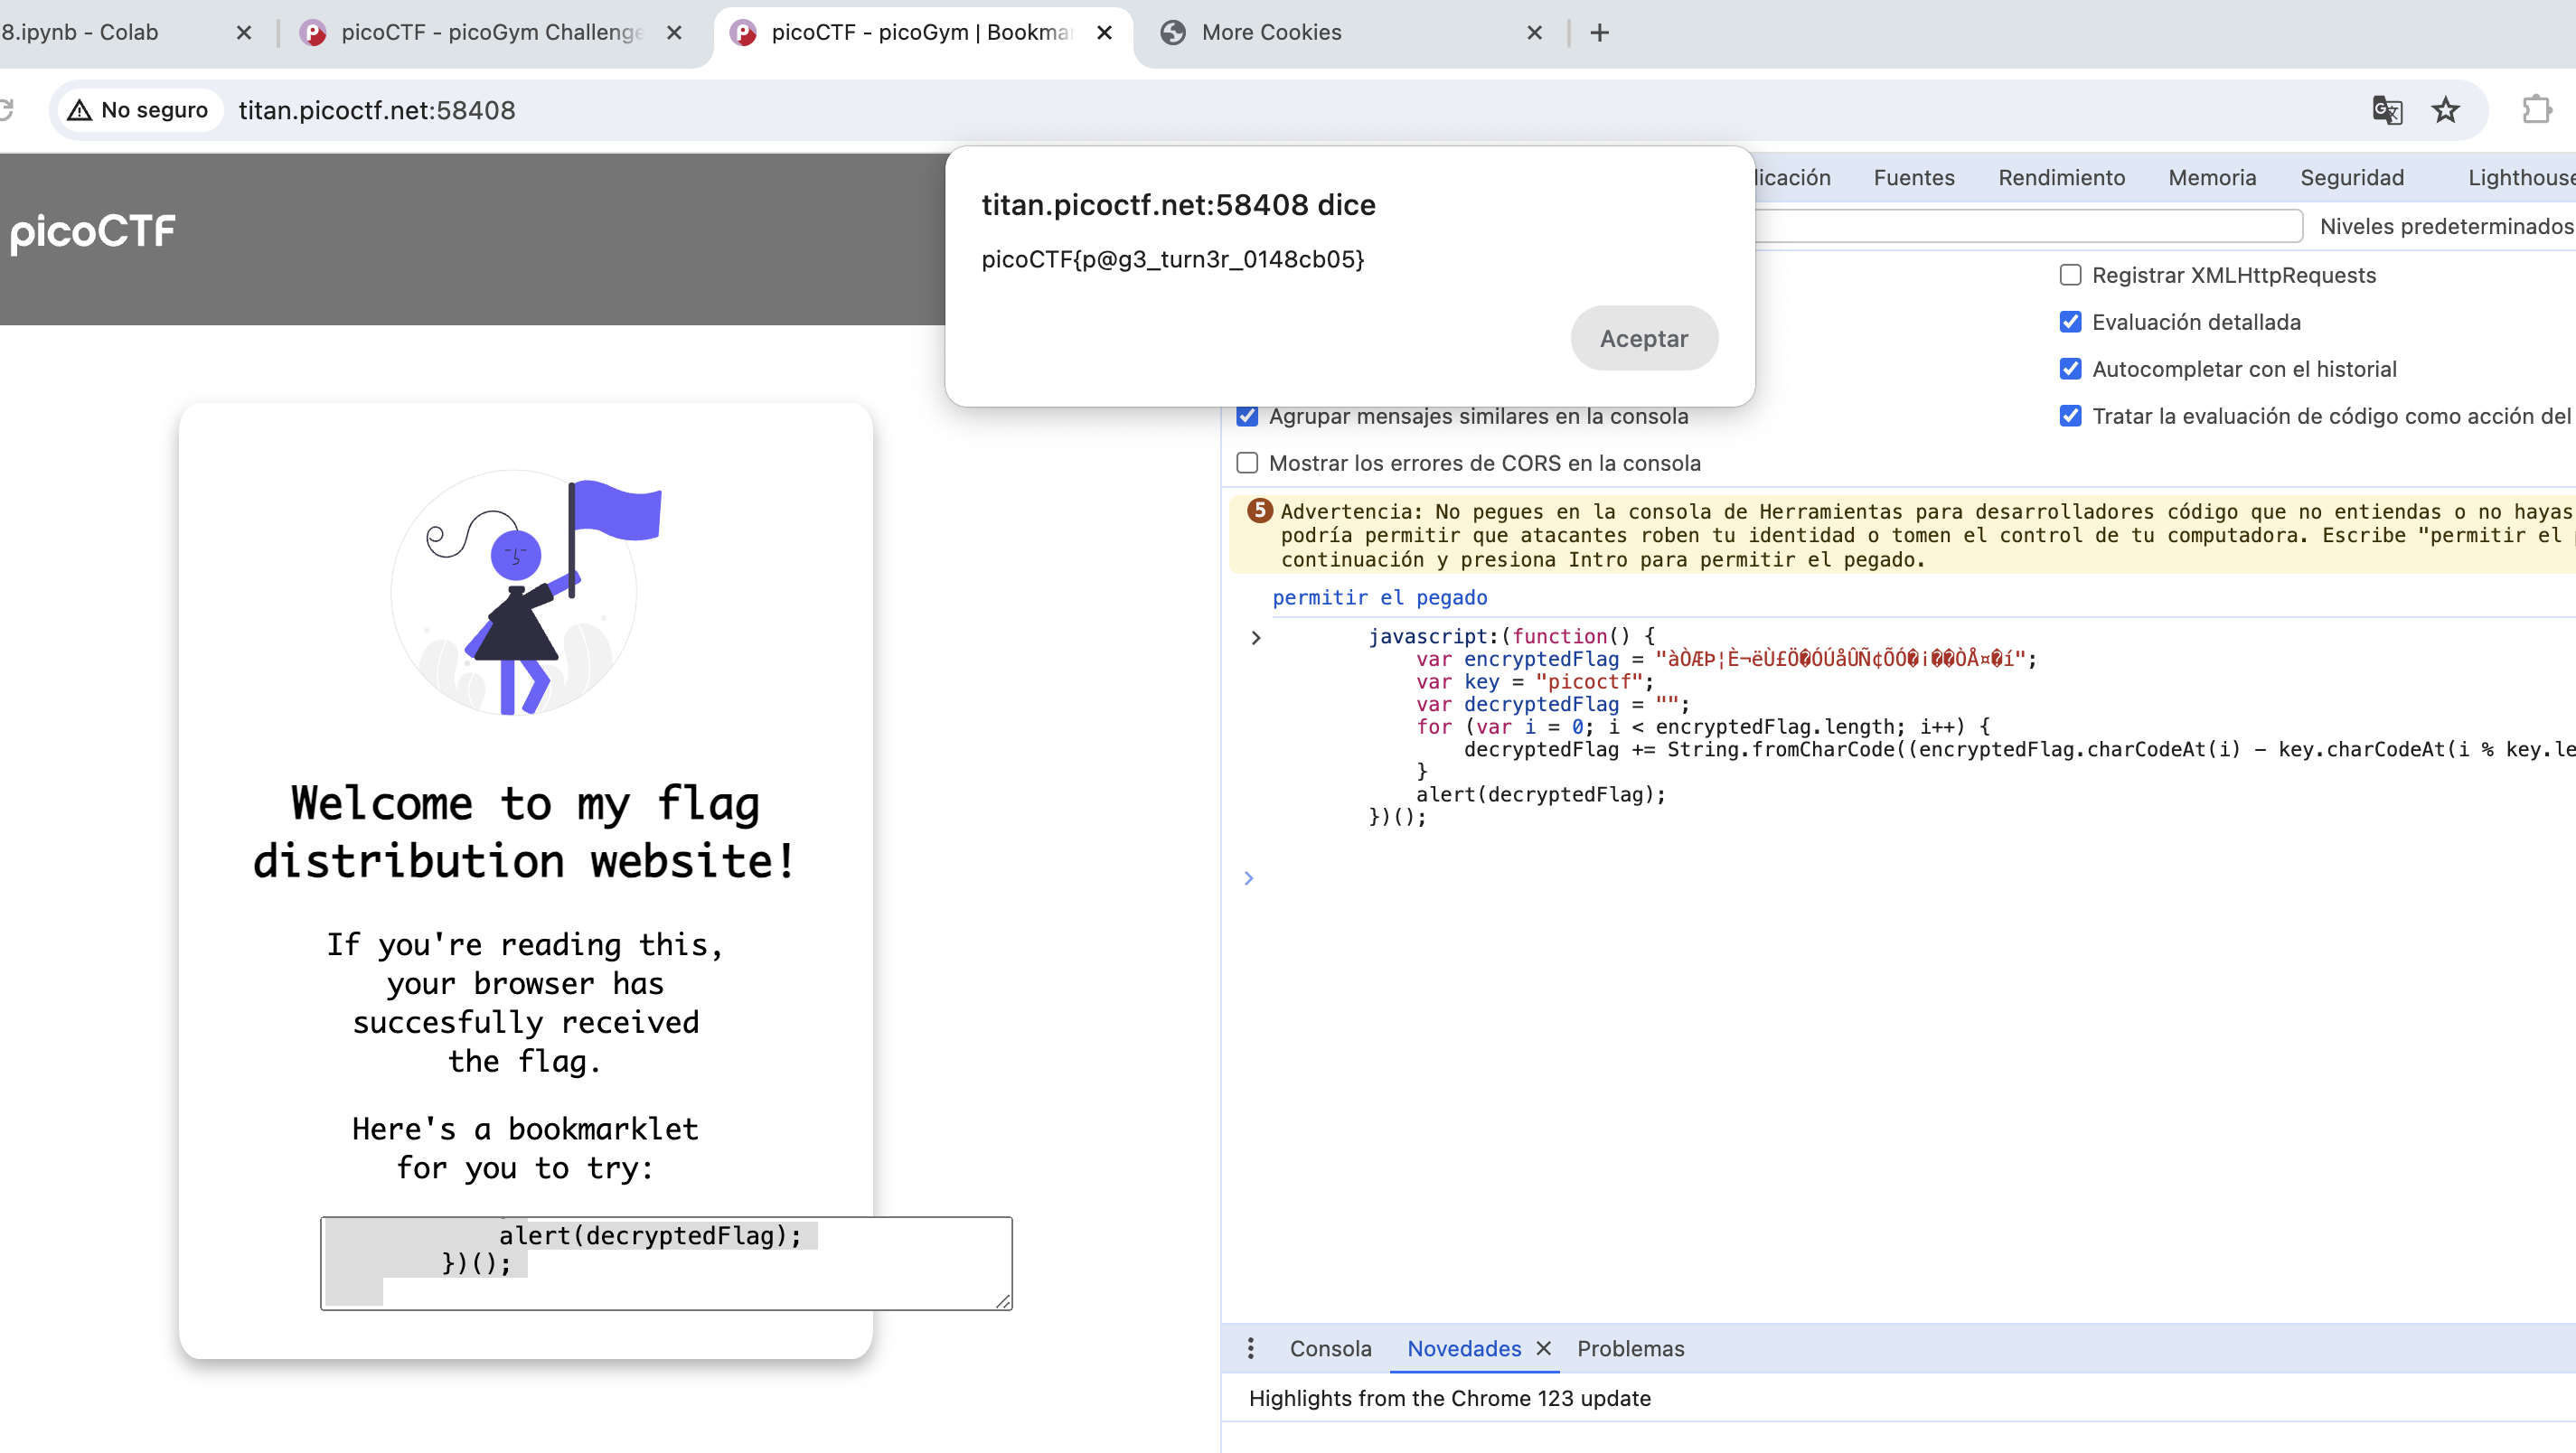 8.ipynb - Colab
picoCTF - picoGym Challenge
picoCTF - picoGym | Bookma
More Cookies
No seguro
titan.picoctf.net:58408
picoCTF
titan.picoctf.net:58408 dice
picoCTF{p@g3_turn3r_0148cb05}
Aceptar
Fuentes
Rendimiento
Memoria
Seguridad
Lighthouse
Niveles predeterminados
Registrar XMLHttpRequests
Evaluación detallada
Autocompletar con el historial
Agrupar mensajes similares en la consola
Tratar la evaluación de código como acción del
Mostrar los errores de CORS en la consola
5
Advertencia: No pegues en la consola de Herramientas para desarrolladores código que no entiendas o no hayas
podría permitir que atacantes roben tu identidad o tomen el control de tu computadora. Escribe "permitir el
continuación y presiona Intro para permitir el pegado.
permitir el pegado
javascript:(function() {
var encryptedFlag = "àÒÆÞ¦È¬ëÙ£Ö�ÓÚåÛÑ¢ÕÓ�¡��ÒÅ¤�í";
var key = "picoctf";
var decryptedFlag = "";
for (var i = 0; i < encryptedFlag.length; i++) {
decryptedFlag += String.fromCharCode((encryptedFlag.charCodeAt(i) - key.charCodeAt(i % key.le
}
alert(decryptedFlag);
})();
Welcome to my flag
distribution website!
If you're reading this,
your browser has
succesfully received
the flag.
Here's a bookmarklet
for you to try:
alert(decryptedFlag);
})();
Consola
Novedades
Problemas
Highlights from the Chrome 123 update